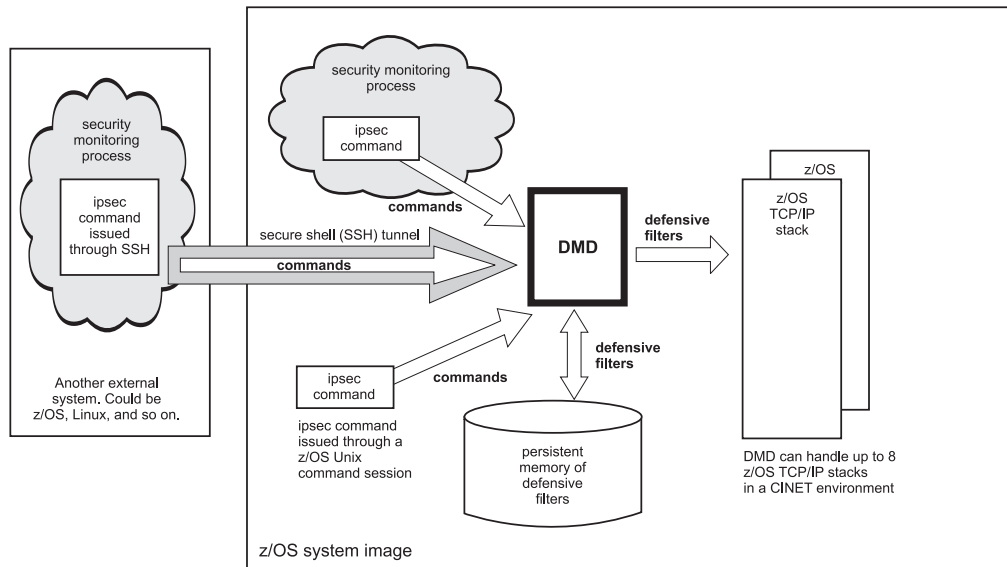 security
monitoring
process
ipsec
command
issued
through SSH
Another external
system. Could be
z/OS, Linux, and so on.
security monitoring
process
ipsec
command
commands
secure shell (SSH) tunnel
commands
DMD
defensive
filters
z/OS
z/OS
TCP/IP
stack
DMD can handle up to 8
z/OS TCP/IP stacks
in a CINET environment
ipsec
command
commands
ipsec command
issued through a
z/OS Unix
command session
defensive
filters
persistent
memory of
defensive
filters
z/OS system image